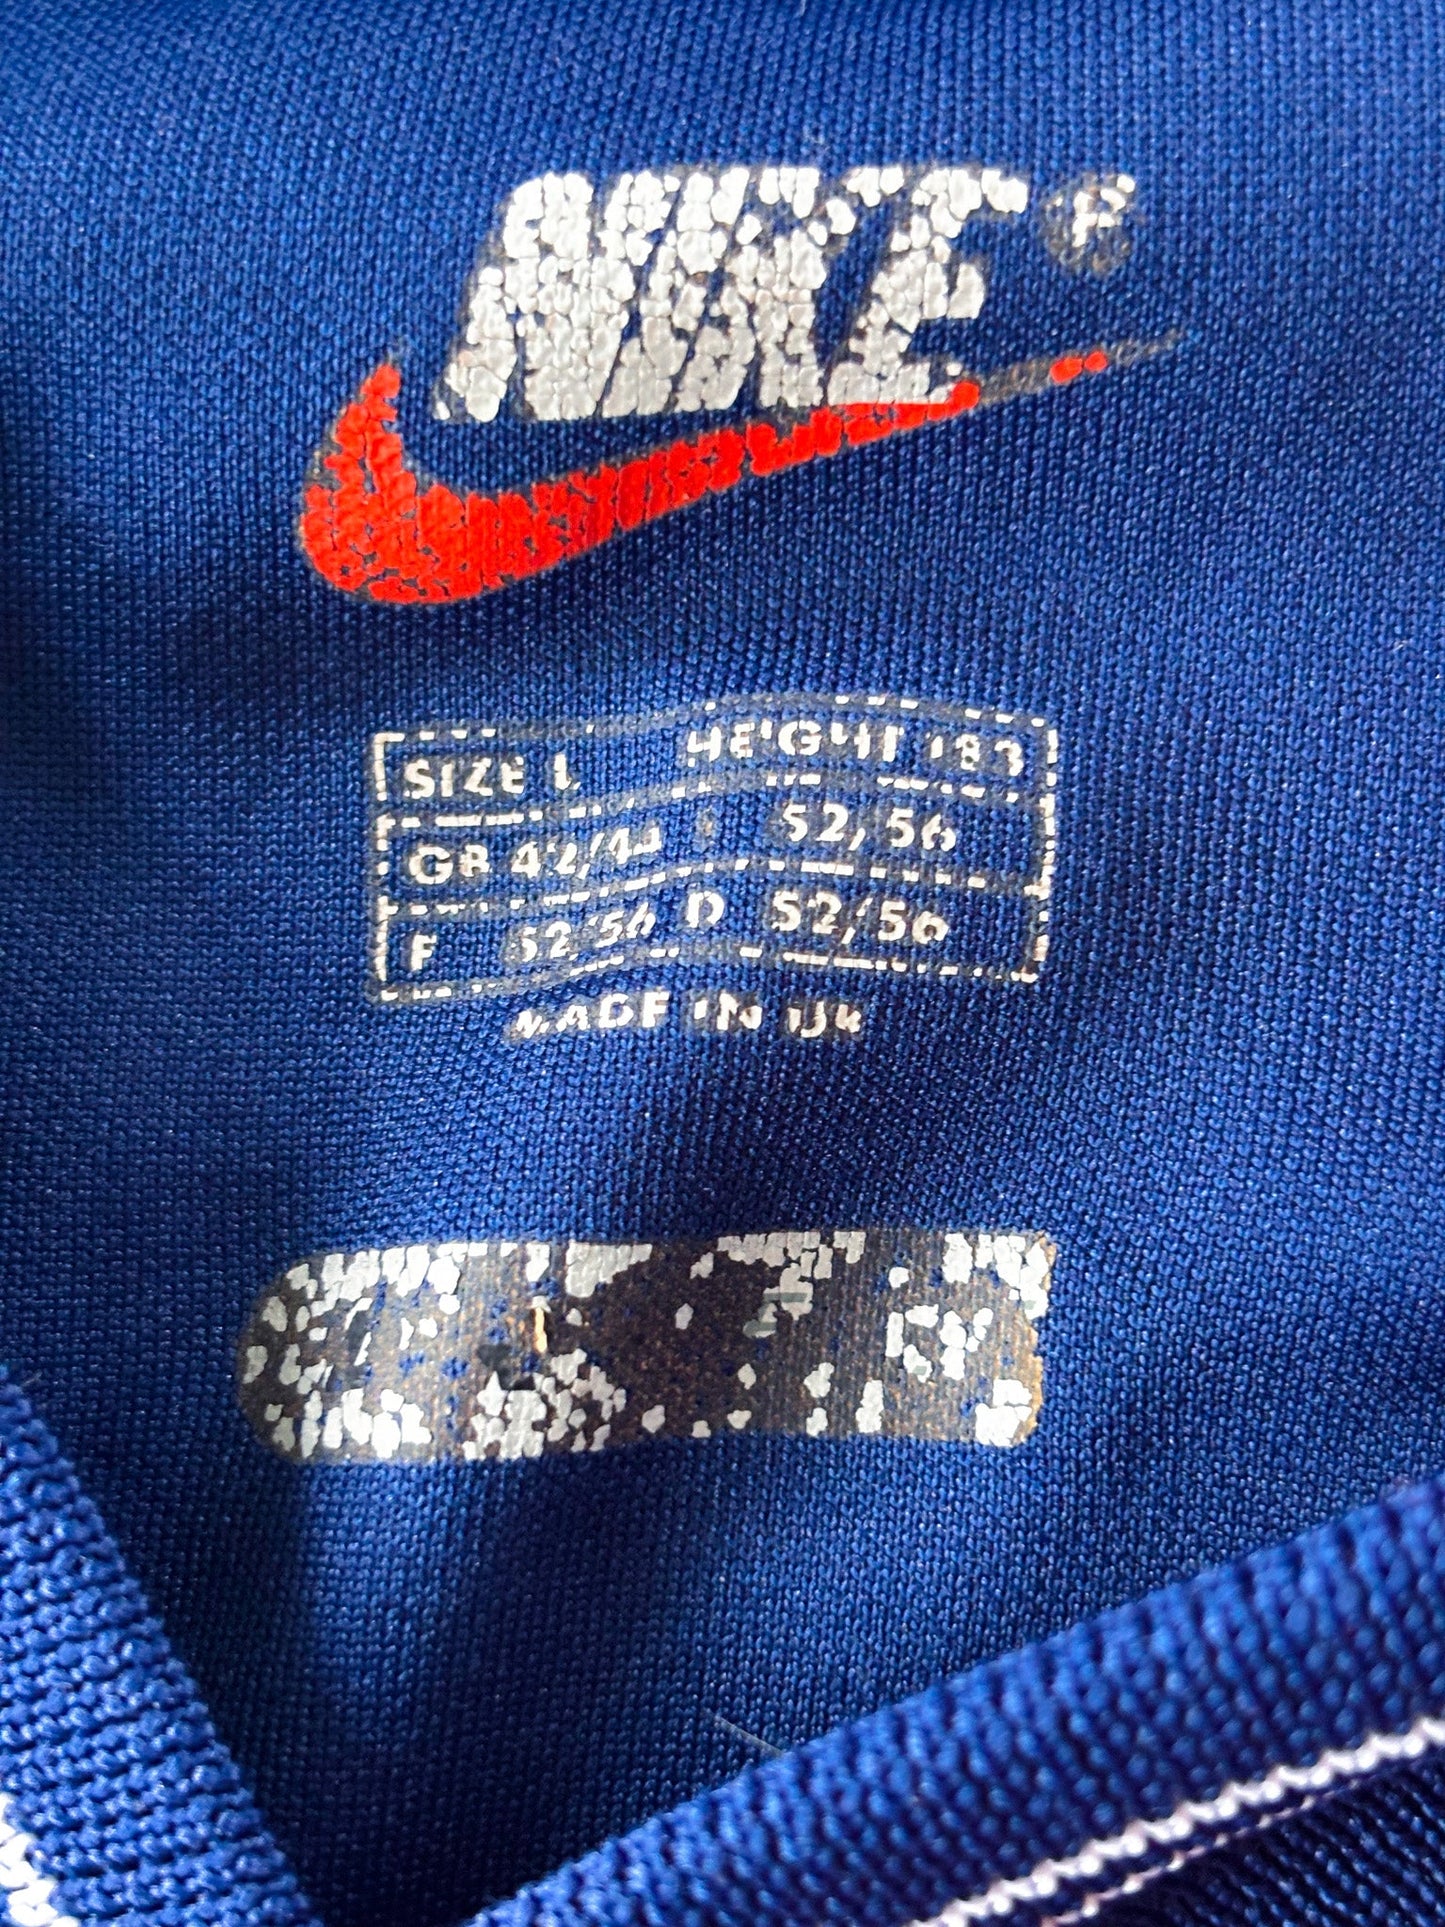 NIKE®
SIZE L HEIGHT 183
GB 42/44 I 52/56
F 52/56 D 52/56
MADE IN UK